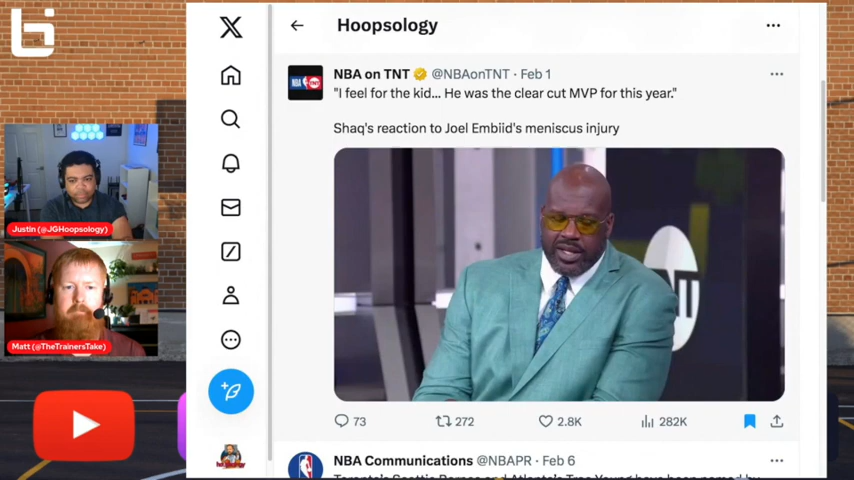 Hoopsology
NBA on TNT @NBAonTNT · Feb 1
"I feel for the kid... He was the clear cut MVP for this year."
Shaq's reaction to Joel Embiid's meniscus injury
73
272
2.8K
282K
NBA Communications @NBAPR · Feb 6
Justin (@JGHoopsology)
Matt (@TheTrainersTake)